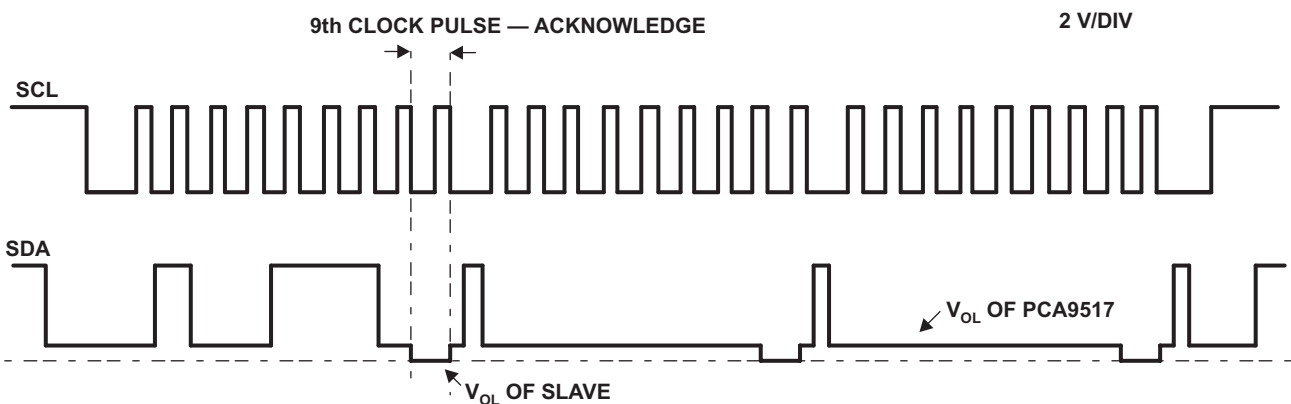 9th CLOCK PULSE — ACKNOWLEDGE
2 V/DIV
SCL
SDA
VOL OF PCA9517
VOL OF SLAVE